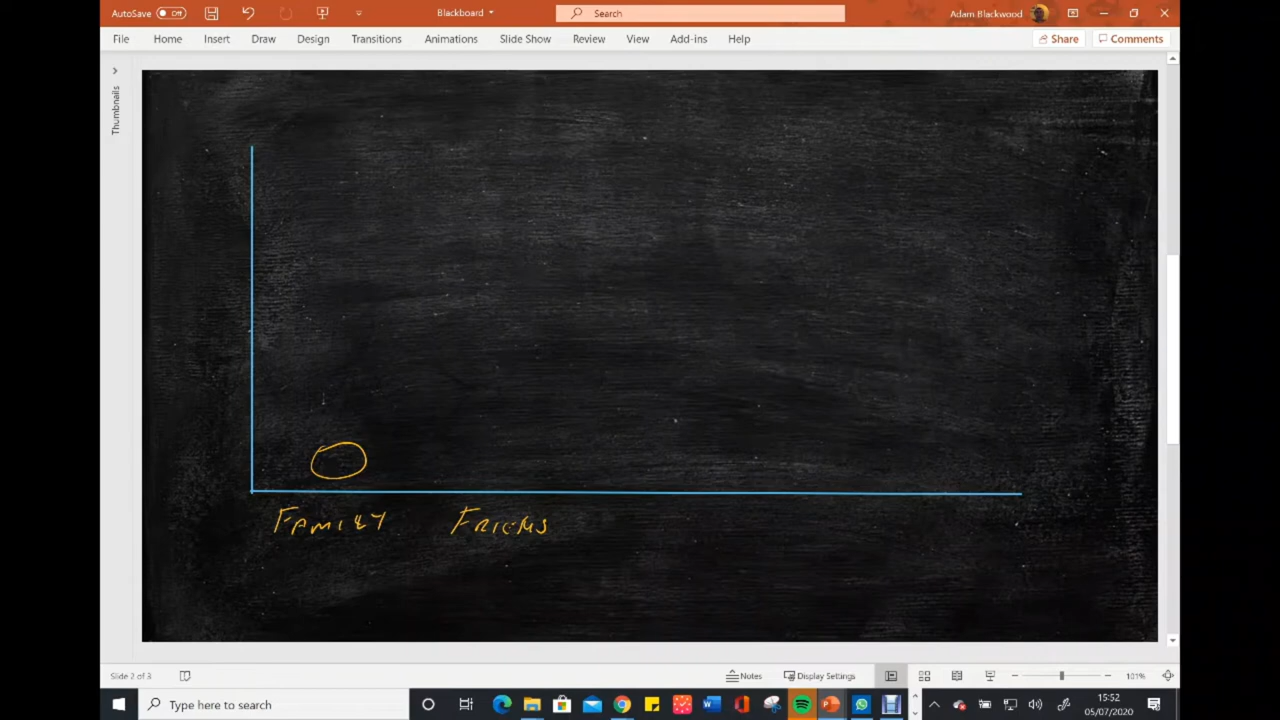 AutoSave Off
Blackboard
Search
Adam Blackwood
File Home Insert Draw Design Transitions Animations Slide Show Review View Add-ins Help
Share Comments
Thumbnails
FAMILY
Slide 2 of 3
Notes Display Settings 101%
Type here to search
15:52
05/07/2020